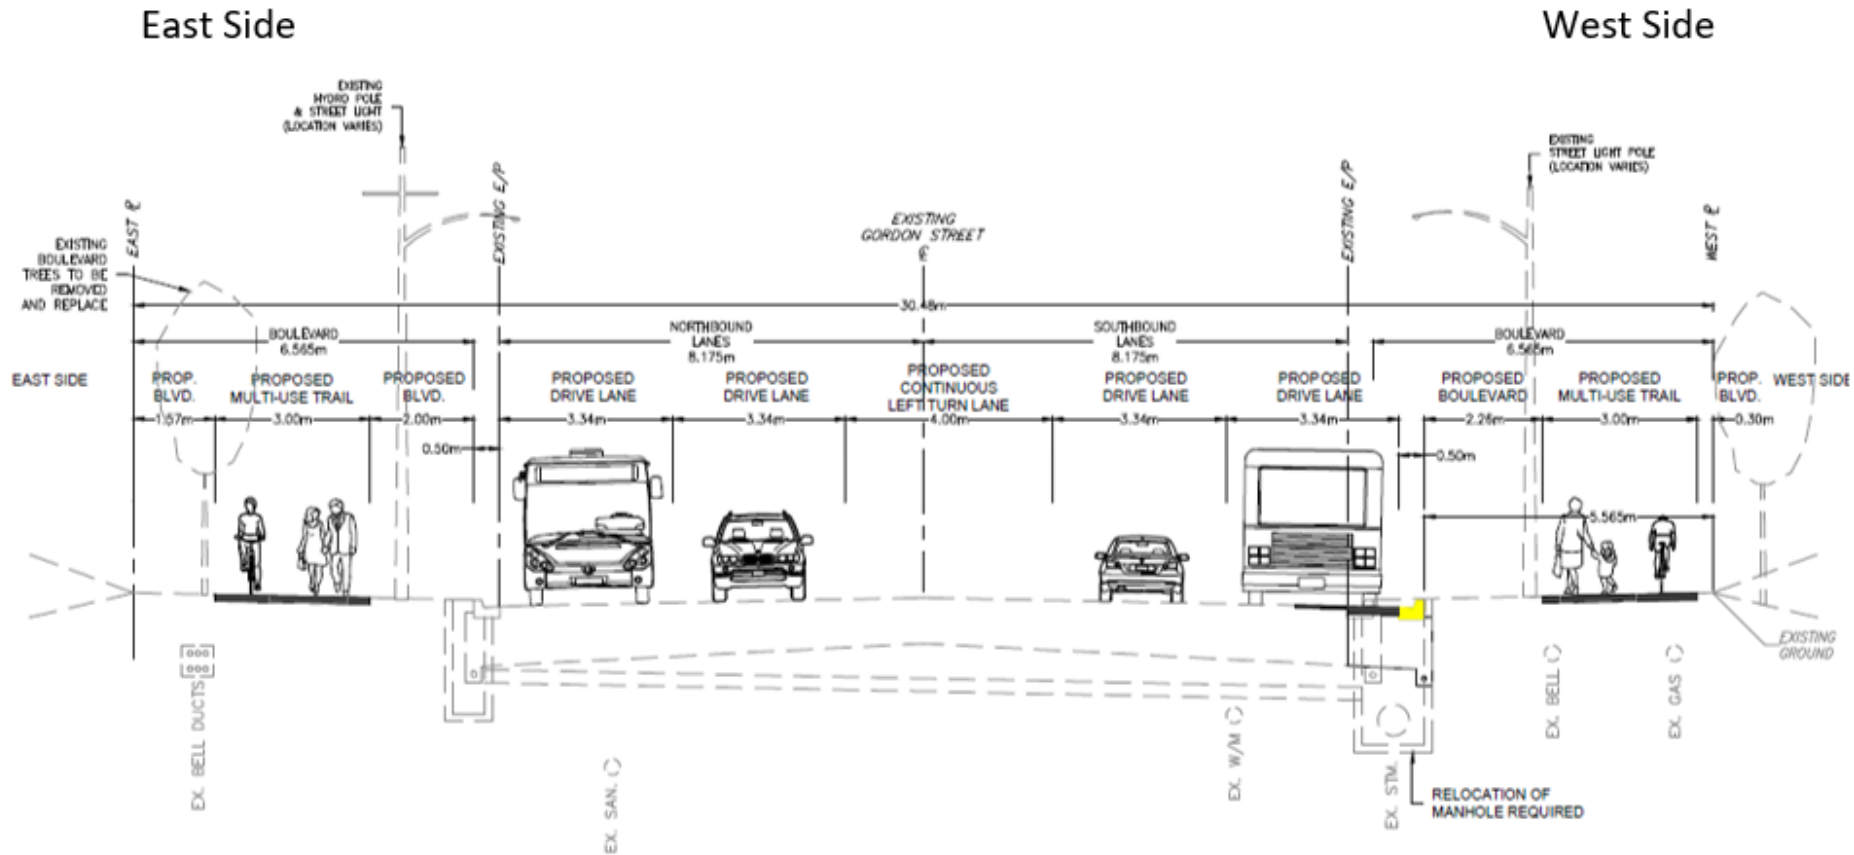 East Side
West Side
EXISTING
HYDRO POLE
& STREET LIGHT
(LOCATION VARIES)
EXISTING
STREET LIGHT POLE
(LOCATION VARIES)
EAST ⅊
EXISTING E/P
EXISTING
GORDON STREET
EXISTING E/P
WEST ⅊
EXISTING
BOULEVARD
TREES TO BE
REMOVED
AND REPLACE
30.48m
BOULEVARD
6.565m
NORTHBOUND
LANES
8.175m
SOUTHBOUND
LANES
8.175m
BOULEVARD
6.565m
EAST SIDE
PROP.
BLVD.
1.57m
PROPOSED
MULTI-USE TRAIL
3.00m
PROPOSED
BLVD.
2.00m
0.50m
PROPOSED
DRIVE LANE
3.34m
PROPOSED
DRIVE LANE
3.34m
PROPOSED
CONTINUOUS
LEFT TURN LANE
4.00m
PROPOSED
DRIVE LANE
3.34m
PROPOSED
DRIVE LANE
3.34m
0.50m
PROPOSED
BOULEVARD
2.26m
PROPOSED
MULTI-USE TRAIL
3.00m
PROP.
BLVD.
0.30m
WEST SIDE
5.565m
EX. BELL DUCTS
EX. SAN.
EX. W/M
EX. STM.
EX. BELL
EX. GAS
EXISTING
GROUND
RELOCATION OF
MANHOLE REQUIRED